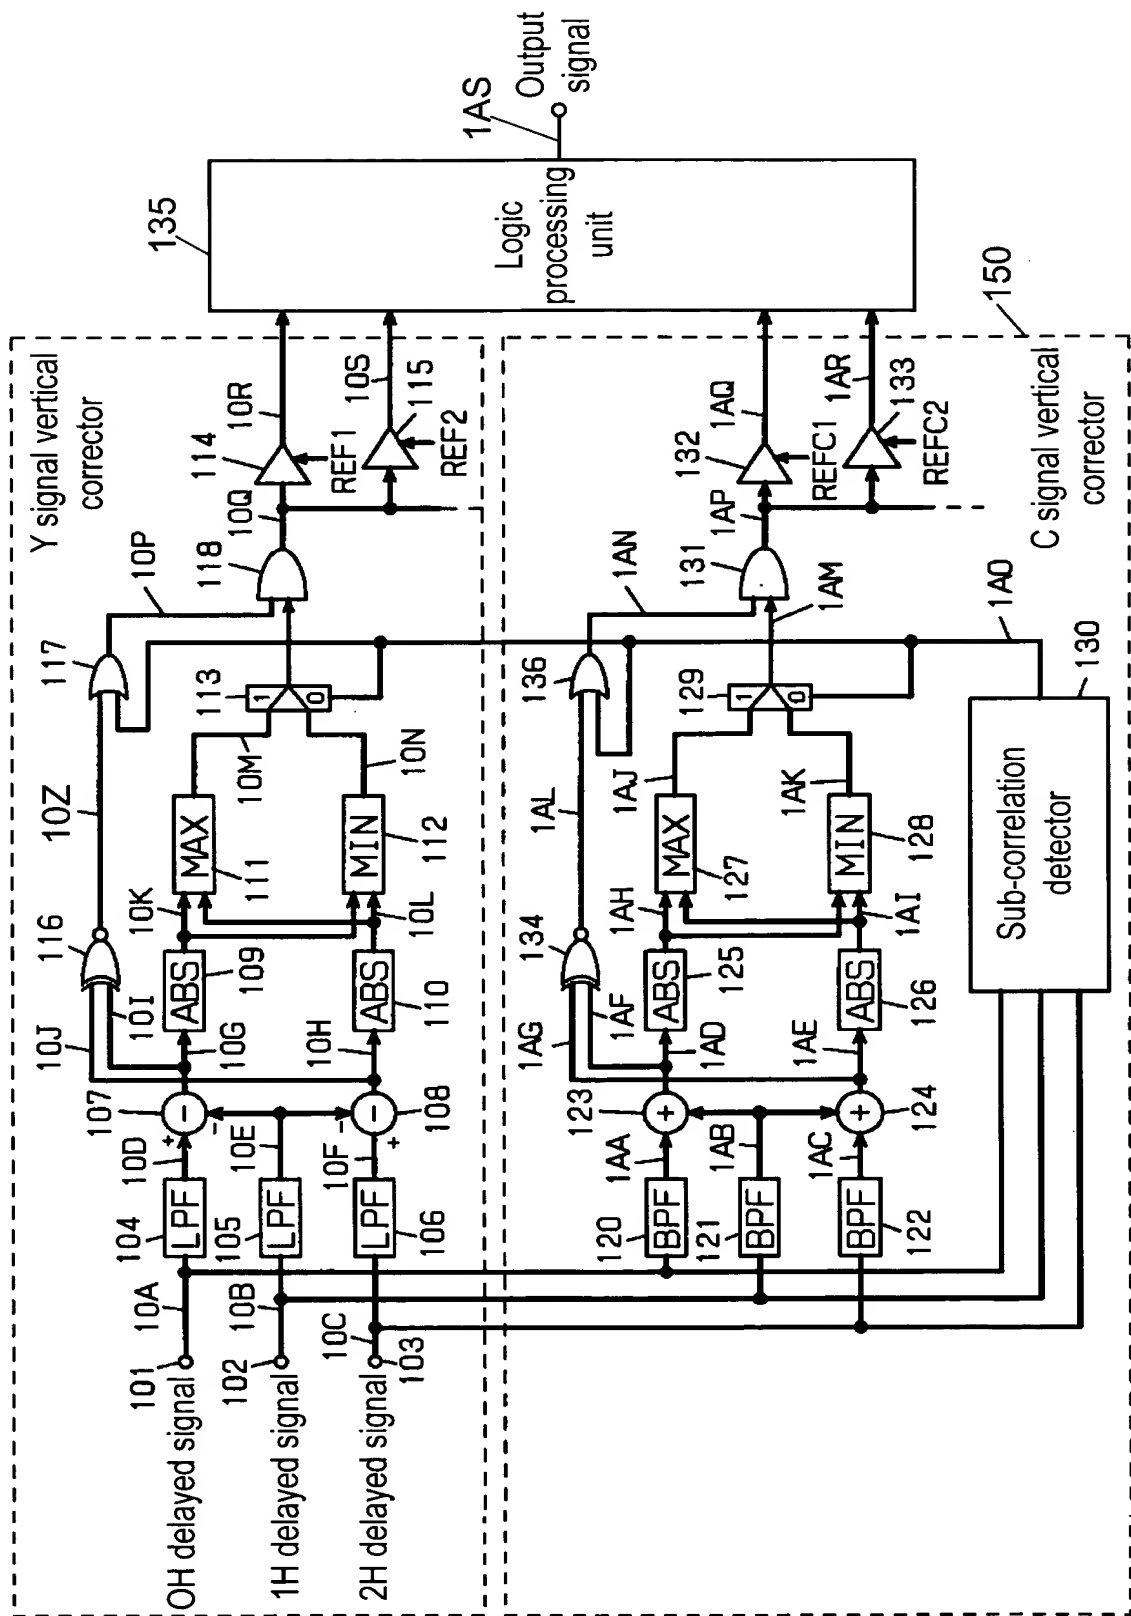 Y signal vertical
corrector
0H delayed signal
101
10A
104
LPF
10D
+
107
-
-
10G
10J
10I
116
ABS
109
10K
MAX
111
10Z
117
10P
10M
113
1
0
118
10Q
114
10R
REF1
1H delayed signal
102
10B
105
LPF
10E
2H delayed signal
103
10C
LPF
106
10F
-
+
-
108
10H
ABS
110
10L
MIN
112
10N
10S
115
REF2
135
Logic
processing
unit
1AS
Output
signal
150
C signal vertical
corrector
120
BPF
1AA
123
+
1AG
1AF
1AD
134
ABS
125
1AH
MAX
127
1AL
136
1AN
1AJ
129
1
0
1AM
131
1AP
132
1AQ
REFC1
121
BPF
1AB
BPF
122
1AC
+
124
1AE
ABS
126
1AI
MIN
128
1AK
1AR
133
REFC2
Sub-correlation
detector
130
1AO